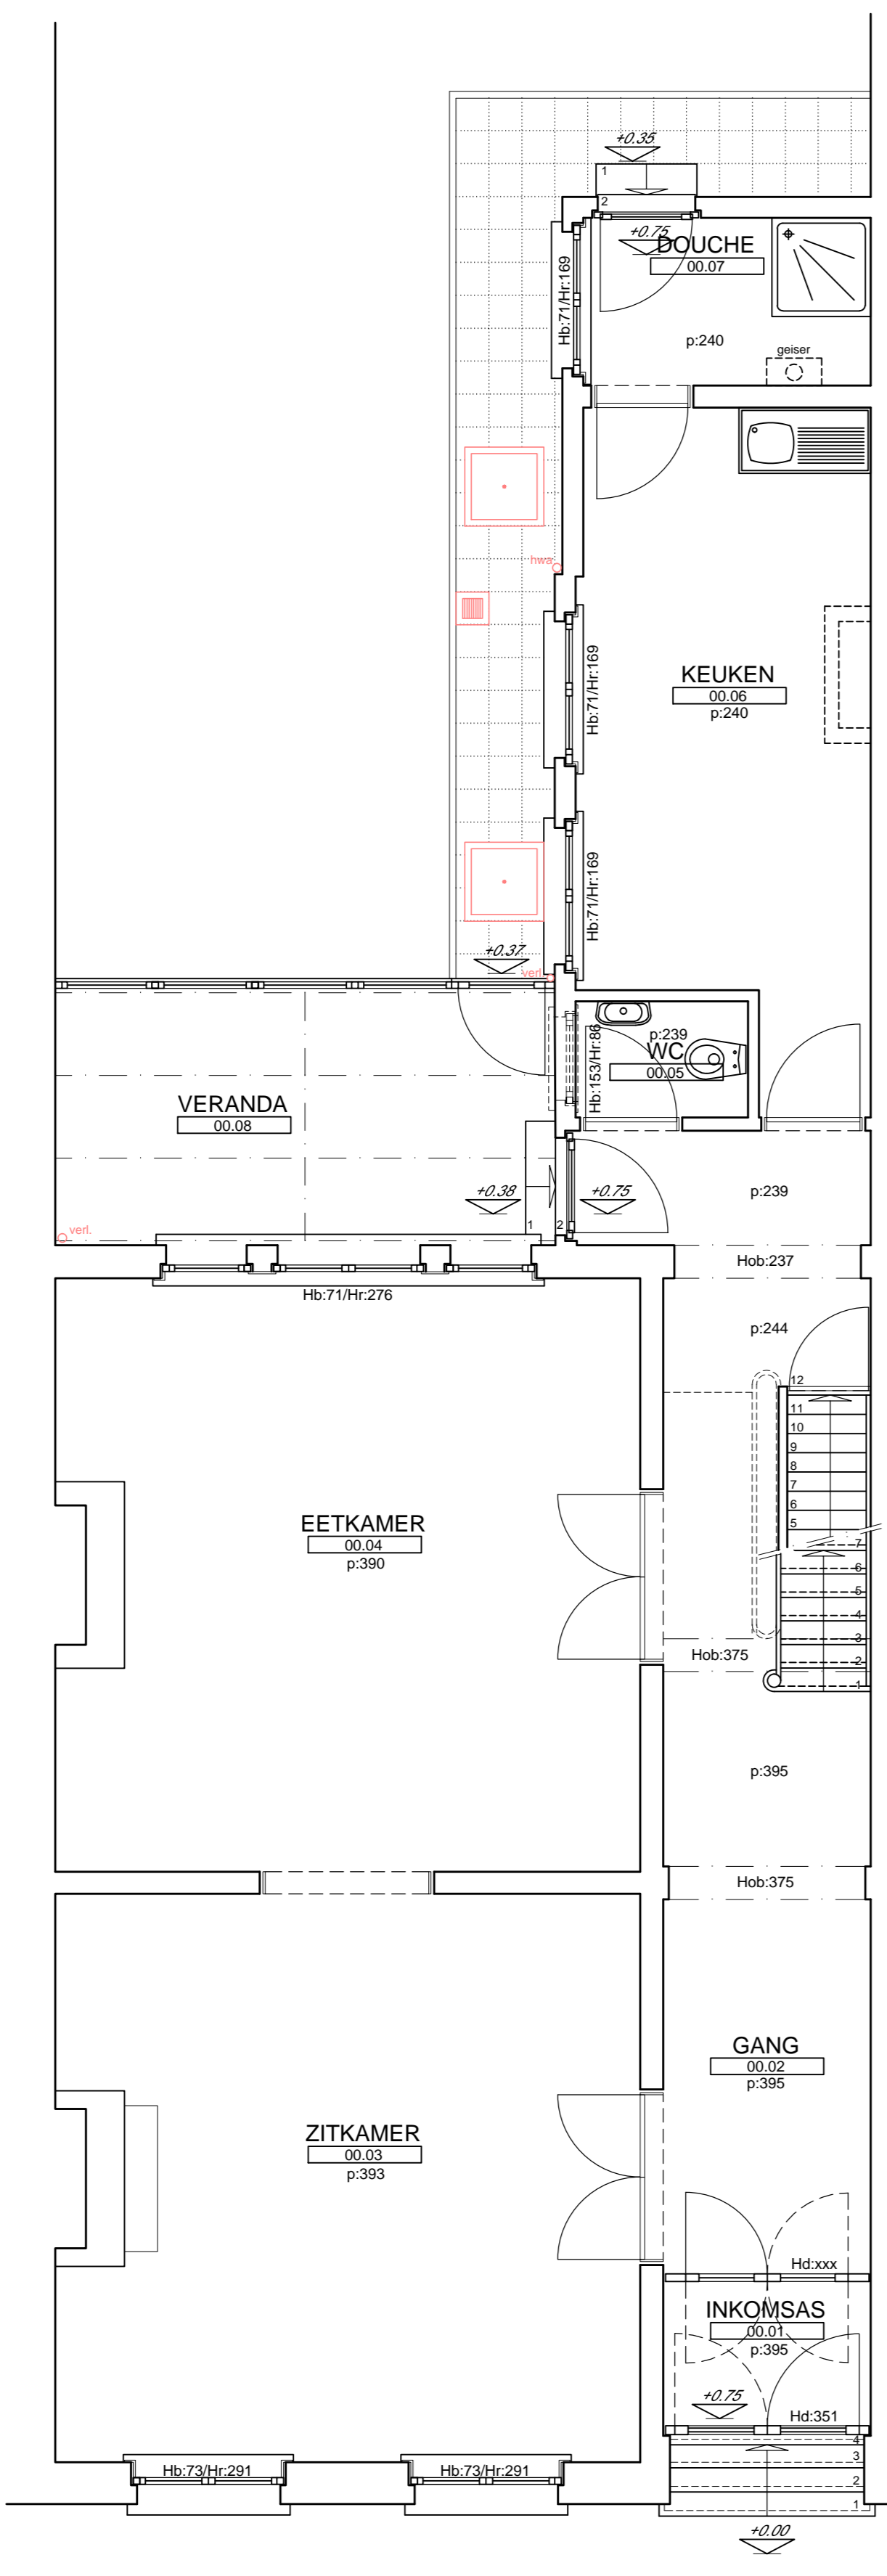 +0.35
1
2
+0.75
DOUCHE
00.07
Hb:71/Hr:169
p:240
geiser
hwa
Hb:71/Hr:169
KEUKEN
00.06
p:240
Hb:71/Hr:169
+0.37
verl.
p:239
WC
00.05
Hb:153/Hr:86
VERANDA
00.08
+0.38
+0.75
p:239
1
2
verl.
Hob:237
Hb:71/Hr:276
p:244
12
11
10
9
8
7
6
5
7
6
5
4
3
2
1
EETKAMER
00.04
p:390
Hob:375
p:395
Hob:375
GANG
00.02
p:395
ZITKAMER
00.03
p:393
Hd:xxx
INKOMSAS
00.01
p:395
+0.75
Hd:351
4
3
2
1
Hb:73/Hr:291
Hb:73/Hr:291
+0.00